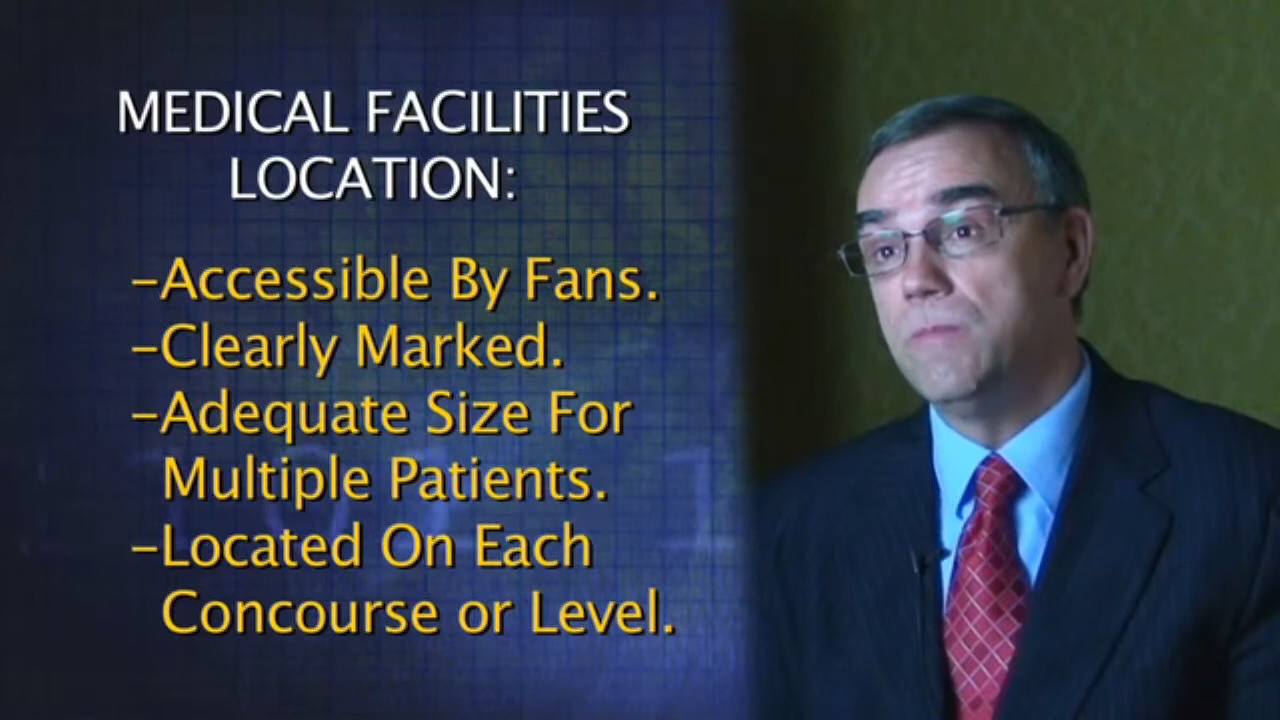 MEDICAL FACILITIES
LOCATION:
-Accessible By Fans.
-Clearly Marked.
-Adequate Size For
Multiple Patients.
-Located On Each
Concourse or Level.